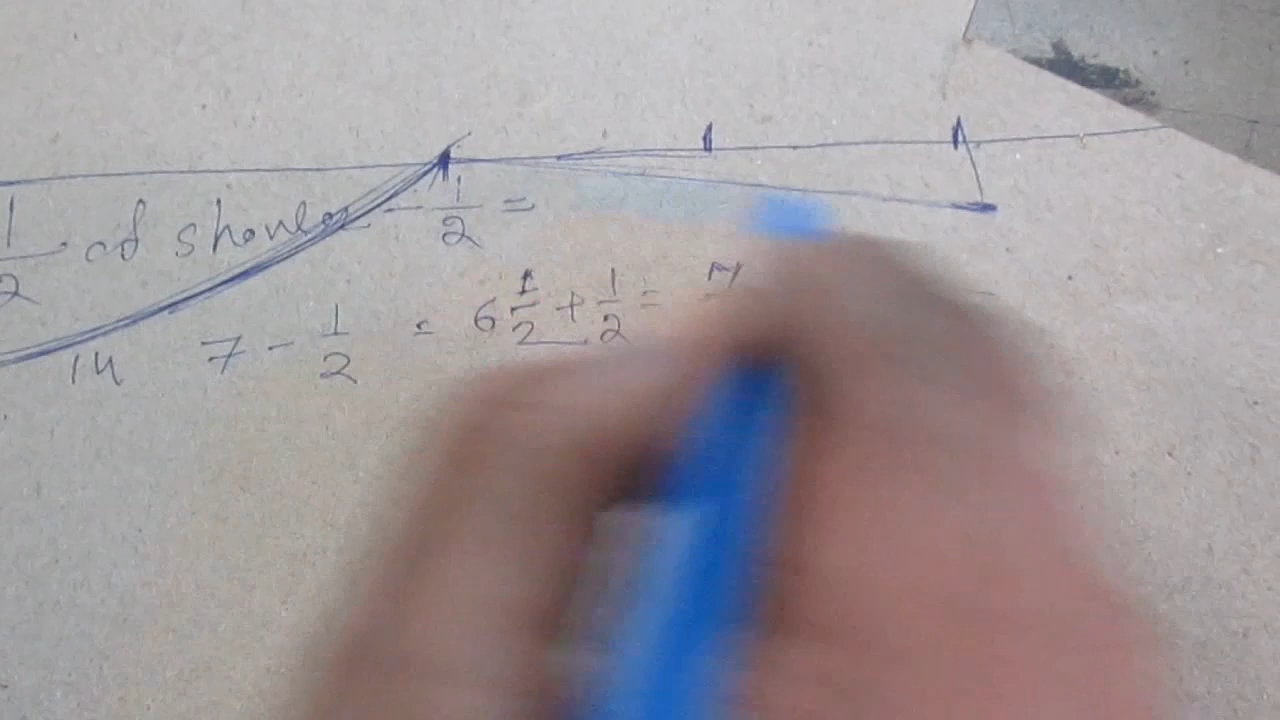 1/2 of shoulder - 1/2 =
14 7 - 1/2 = 6 1/2 + 1/2 =